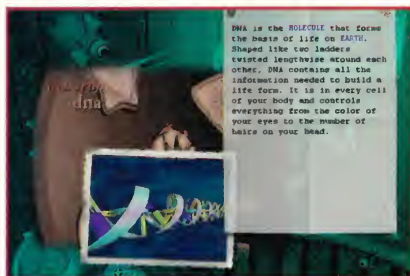 dna
DNA is the MOLECULE that forms
the basis of life on EARTH.
Shaped like two ladders
twisted lengthwise around each
other, DNA contains all the
information needed to build a
life form. It is in every cell
of your body and controls
everything from the color of
your eyes to the number of
hairs on your head.